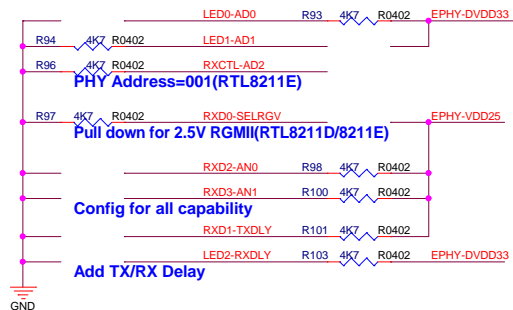 LED0-AD0 R93 4K7 R0402 EPHY-DVDD33
R94 4K7 R0402 LED1-AD1
R96 4K7 R0402 RXCTL-AD2
PHY Address=001(RTL8211E)
R97 4K7 R0402 RXD0-SELRGV EPHY-VDD25
Pull down for 2.5V RGMII(RTL8211D/8211E)
RXD2-AN0 R98 4K7 R0402
RXD3-AN1 R100 4K7 R0402
Config for all capability
RXD1-TXDLY R101 4K7 R0402
LED2-RXDLY R103 4K7 R0402 EPHY-DVDD33
Add TX/RX Delay
GND